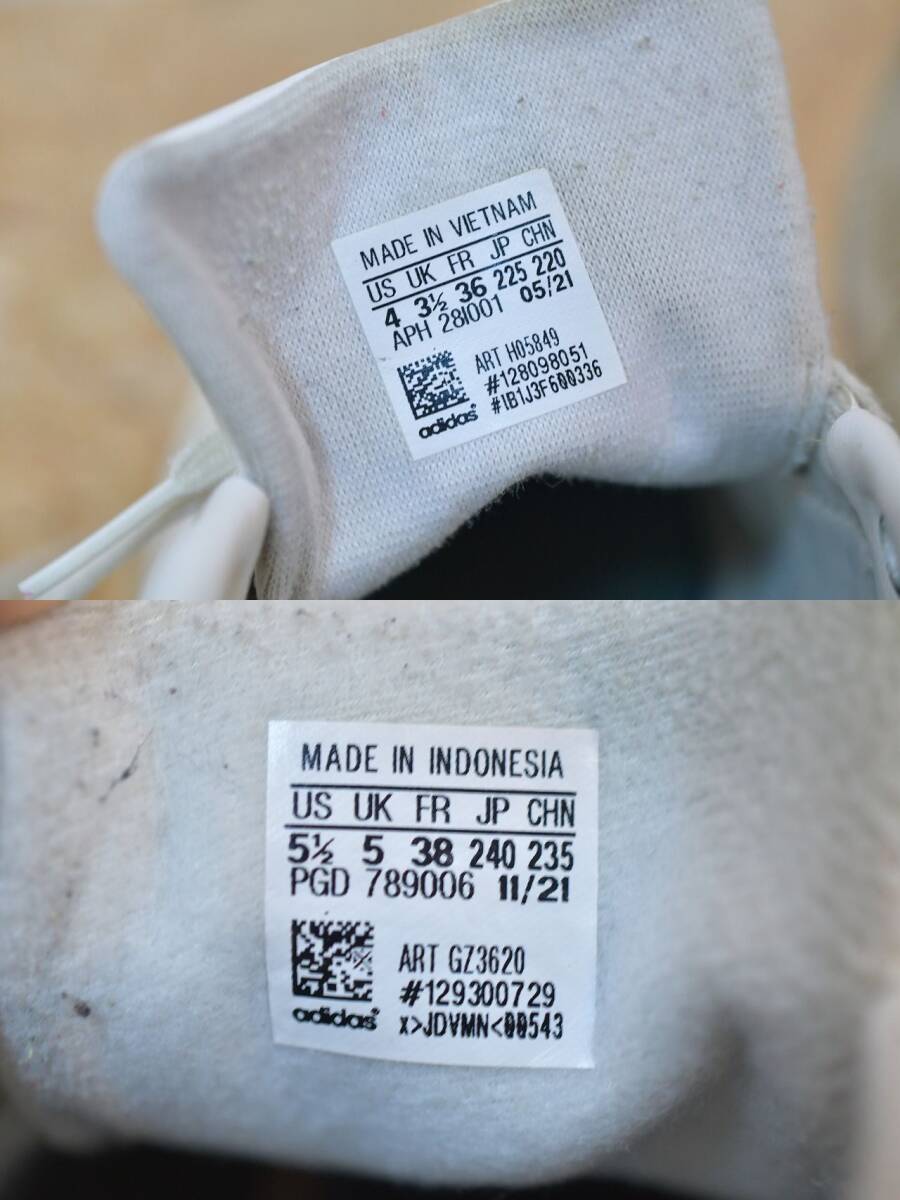 MADE IN VIETNAM
US UK FR JP CHN
4 3½ 36 225 220
APH 28I001 05/21
ART H05849
#128098051
#IB1J3F600336
adidas
MADE IN INDONESIA
US UK FR JP CHN
5½ 5 38 240 235
PGD 789006 11/21
ART GZ3620
#129300729
x>JDVMN<00543
adidas